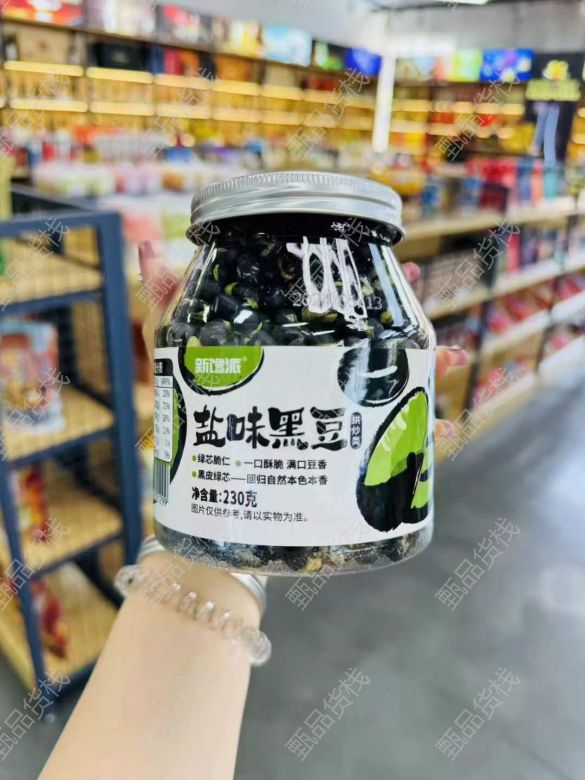 新馋派®
盐味黑豆
烘炒类
• 绿芯脆仁 • 一口酥脆 满口豆香
• 黑皮绿芯——回归自然本色本香
净含量:230克
图片仅供参考,请以实物为准。
甄品货栈